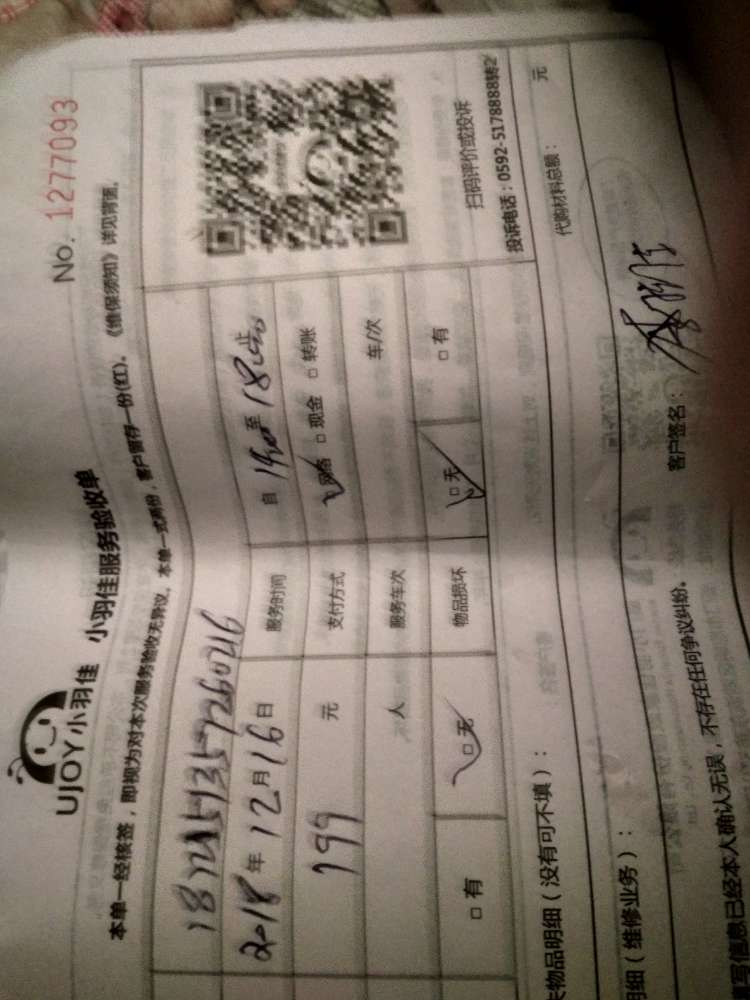 No. 1277093
UJOY小羽佳 小羽佳服务验收单
本单一经核签，即视为对本次服务验收无异议。本单一式两份，客户留存一份(红)。《维保须知》详见背面。
2018年12月16日 服务时间 自 14:00 至 18:00
199 元 支付方式 ☑网络 □现金 □转账
人 服务车次 车/次
□有 ☑无 物品损坏 ☑无 □有
扫码评价或投诉
投诉电话：0592-5178888转2
物品明细（没有可不填）：
代购材料总额： 元
明细（维修业务）：
写信息已经本人确认无误，不存在任何争议纠纷。 客户签名：